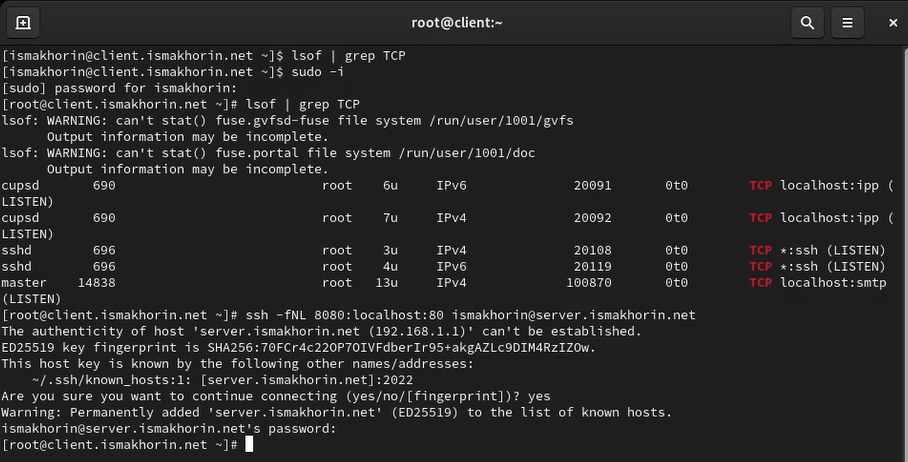 root@client:~
[ismakhorin@client.ismakhorin.net ~]$ lsof | grep TCP
[ismakhorin@client.ismakhorin.net ~]$ sudo -i
[sudo] password for ismakhorin:
[root@client.ismakhorin.net ~]# lsof | grep TCP
lsof: WARNING: can't stat() fuse.gvfsd-fuse file system /run/user/1001/gvfs
      Output information may be incomplete.
lsof: WARNING: can't stat() fuse.portal file system /run/user/1001/doc
      Output information may be incomplete.
cupsd       690                          root    6u     IPv6              20091       0t0        TCP localhost:ipp (
LISTEN)
cupsd       690                          root    7u     IPv4              20092       0t0        TCP localhost:ipp (
LISTEN)
sshd        696                          root    3u     IPv4              20108       0t0        TCP *:ssh (LISTEN)
sshd        696                          root    4u     IPv6              20119       0t0        TCP *:ssh (LISTEN)
master    14838                          root   13u     IPv4             100870       0t0        TCP localhost:smtp
(LISTEN)
[root@client.ismakhorin.net ~]# ssh -fNL 8080:localhost:80 ismakhorin@server.ismakhorin.net
The authenticity of host 'server.ismakhorin.net (192.168.1.1)' can't be established.
ED25519 key fingerprint is SHA256:70FCr4c22OP7OIVFdberIr95+akgAZLc9DIM4RzIZOw.
This host key is known by the following other names/addresses:
    ~/.ssh/known_hosts:1: [server.ismakhorin.net]:2022
Are you sure you want to continue connecting (yes/no/[fingerprint])? yes
Warning: Permanently added 'server.ismakhorin.net' (ED25519) to the list of known hosts.
ismakhorin@server.ismakhorin.net's password:
[root@client.ismakhorin.net ~]#